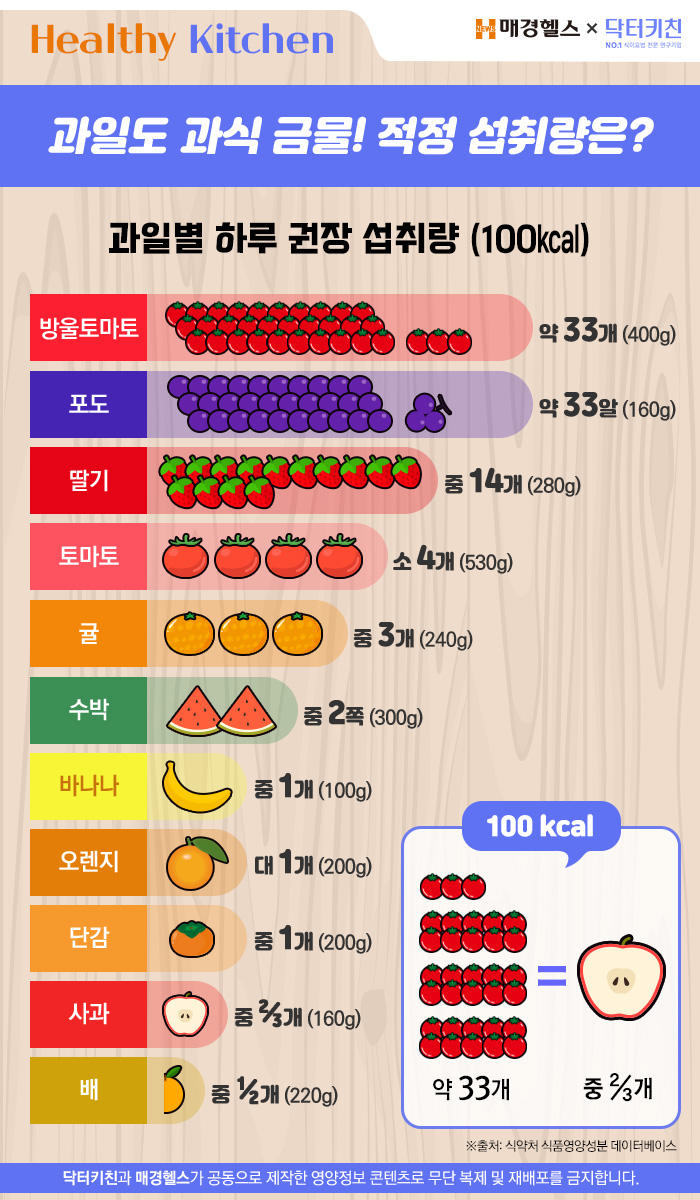 Healthy Kitchen
NEWS 매경헬스 × 닥터키친
NO.1 식이요법 전문 연구기업
과일도 과식 금물! 적정 섭취량은?
과일별 하루 권장 섭취량 (100kcal)
방울토마토 약 33개 (400g)
포도 약 33알 (160g)
딸기 중 14개 (280g)
토마토 소 4개 (530g)
귤 중 3개 (240g)
수박 중 2쪽 (300g)
바나나 중 1개 (100g)
오렌지 대 1개 (200g)
단감 중 1개 (200g)
사과 중 ⅔개 (160g)
배 중 ½개 (220g)
100 kcal
=
약 33개 중 ⅔개
※출처: 식약처 식품영양성분 데이터베이스
닥터키친과 매경헬스가 공동으로 제작한 영양정보 콘텐츠로 무단 복제 및 재배포를 금지합니다.